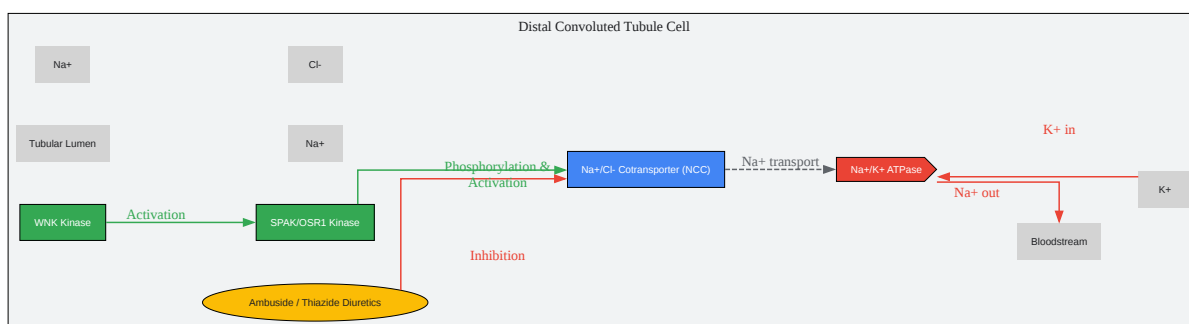 Distal Convoluted Tubule Cell
Na+
Cl-
Tubular Lumen
Na+
Phosphorylation &
Activation
Na+/Cl- Cotransporter (NCC)
Na+ transport
Na+/K+ ATPase
K+ in
Na+ out
K+
WNK Kinase
Activation
SPAK/OSR1 Kinase
Bloodstream
Inhibition
Ambuside / Thiazide Diuretics